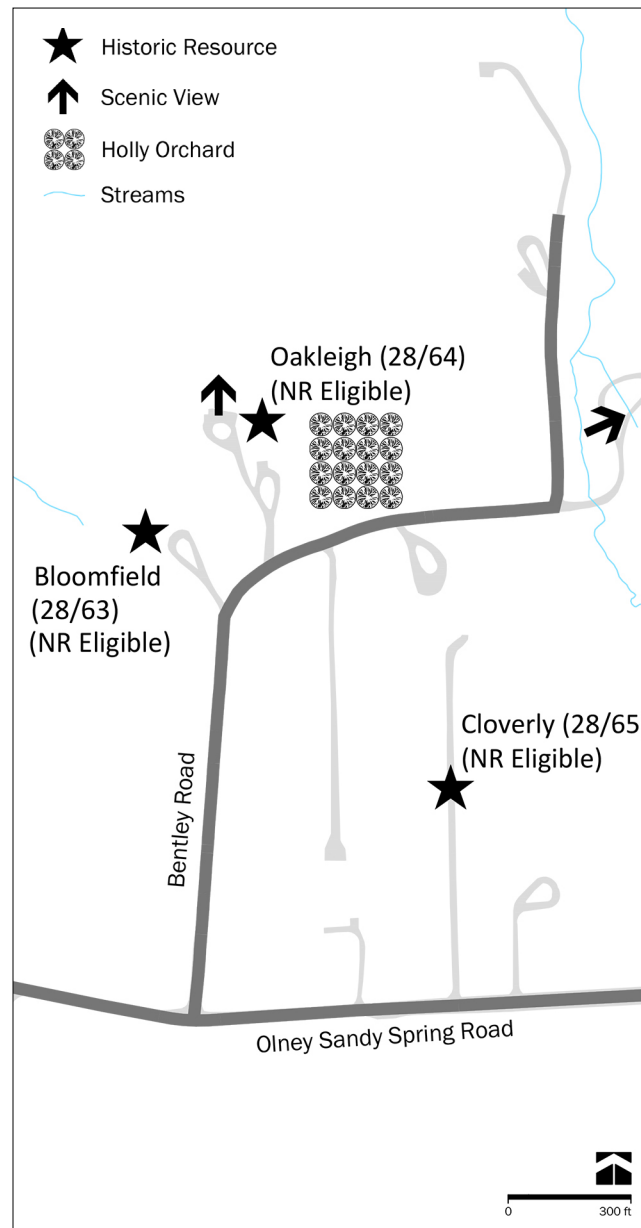 Historic Resource
Scenic View
Holly Orchard
Streams
Oakleigh (28/64)
(NR Eligible)
Bloomfield
(28/63)
(NR Eligible)
Cloverly (28/65
(NR Eligible)
Bentley Road
Olney Sandy Spring Road
0 300 ft